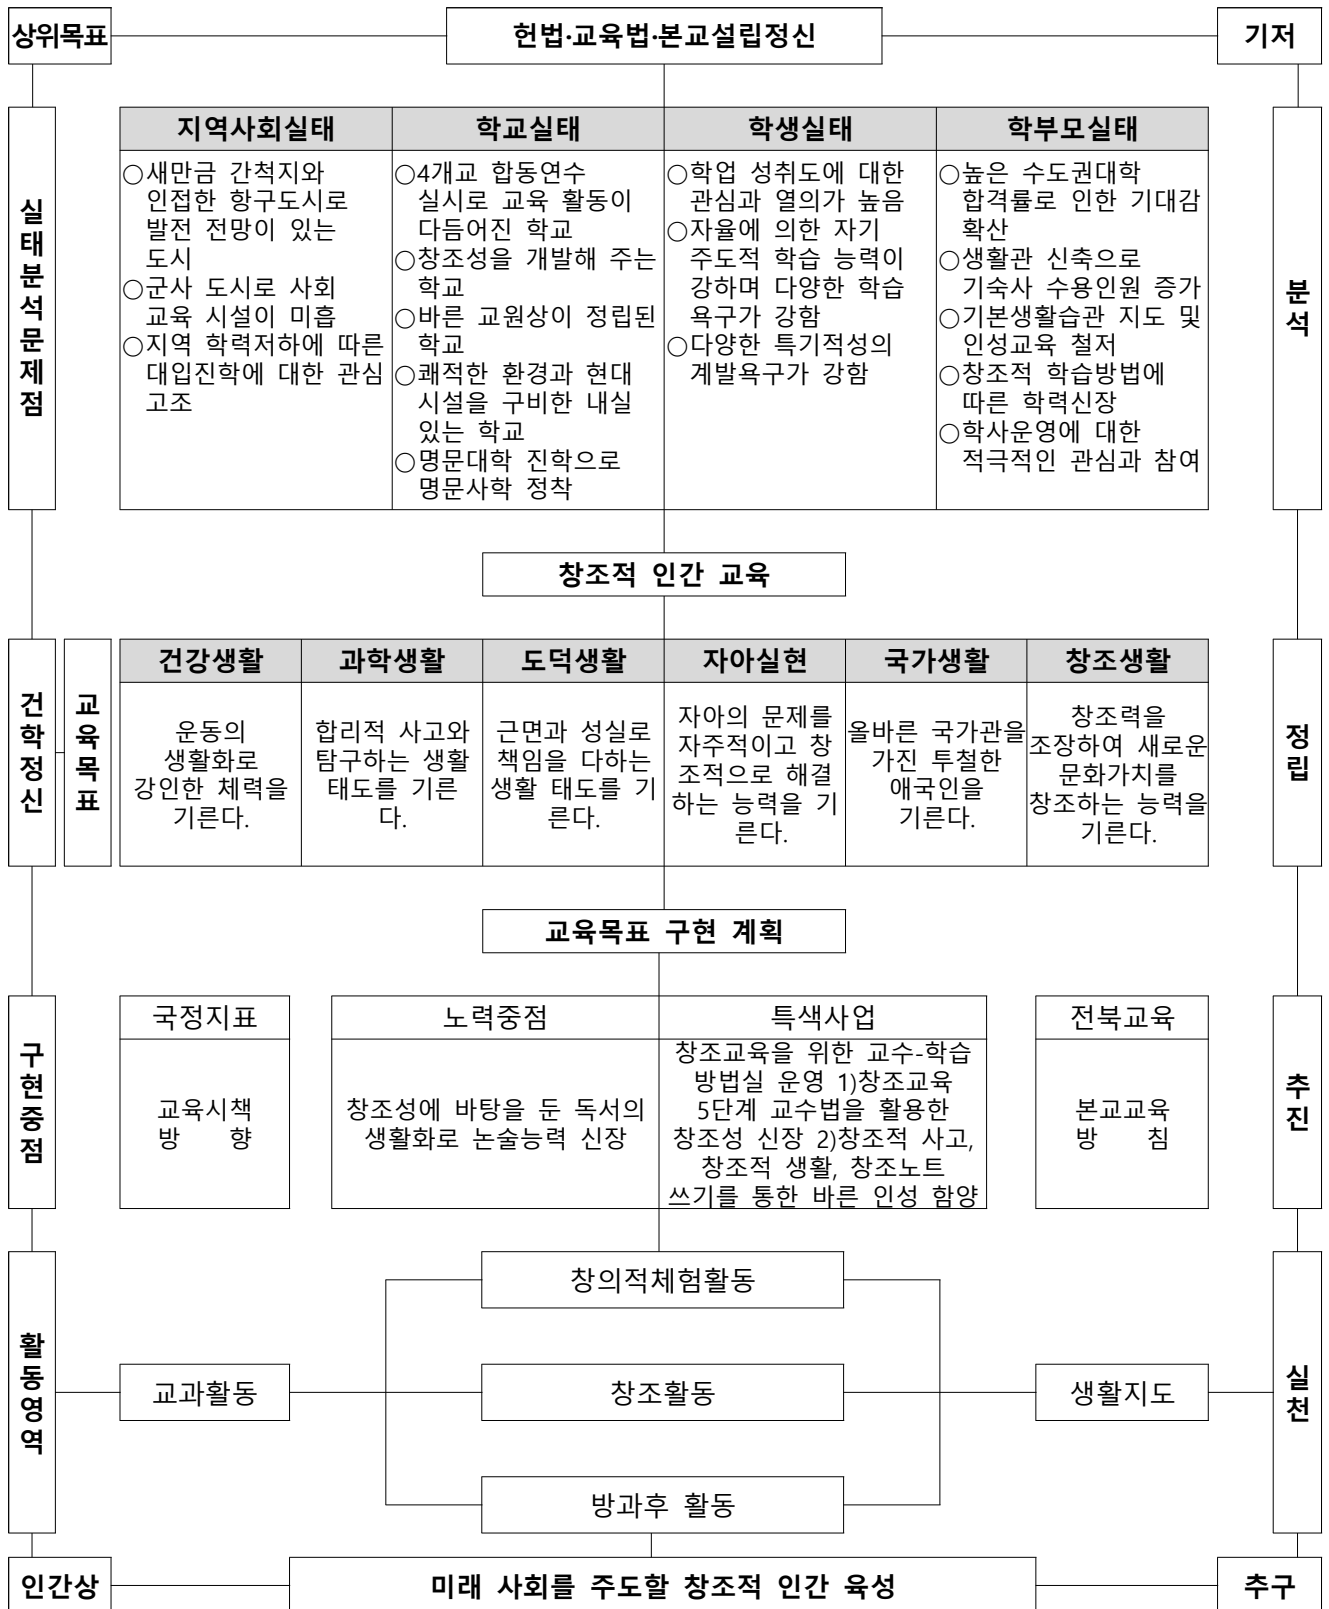 상위목표
헌법·교육법·본교설립정신
기저
실태분석문제점
지역사회실태
○새만금 간척지와
인접한 항구도시로
발전 전망이 있는
도시
○군사 도시로 사회
교육 시설이 미흡
○지역 학력저하에 따른
대입진학에 대한 관심
고조
학교실태
○4개교 합동연수
실시로 교육 활동이
다듬어진 학교
○창조성을 개발해 주는
학교
○바른 교원상이 정립된
학교
○쾌적한 환경과 현대
시설을 구비한 내실
있는 학교
○명문대학 진학으로
명문사학 정착
학생실태
○학업 성취도에 대한
관심과 열의가 높음
○자율에 의한 자기
주도적 학습 능력이
강하며 다양한 학습
욕구가 강함
○다양한 특기적성의
계발욕구가 강함
학부모실태
○높은 수도권대학
합격률로 인한 기대감
확산
○생활관 신축으로
기숙사 수용인원 증가
○기본생활습관 지도 및
인성교육 철저
○창조적 학습방법에
따른 학력신장
○학사운영에 대한
적극적인 관심과 참여
분석
창조적 인간 교육
건학정신
교육목표
건강생활
운동의
생활화로
강인한 체력을
기른다.
과학생활
합리적 사고와
탐구하는 생활
태도를 기른
다.
도덕생활
근면과 성실로
책임을 다하는
생활 태도를 기
른다.
자아실현
자아의 문제를
자주적이고 창
조적으로 해결
하는 능력을 기
른다.
국가생활
올바른 국가관을
가진 투철한
애국인을
기른다.
창조생활
창조력을
조장하여 새로운
문화가치를
창조하는 능력을
기른다.
정립
교육목표 구현 계획
구현중점
국정지표
교육시책
방 향
노력중점
창조성에 바탕을 둔 독서의
생활화로 논술능력 신장
특색사업
창조교육을 위한 교수-학습
방법실 운영 1)창조교육
5단계 교수법을 활용한
창조성 신장 2)창조적 사고,
창조적 생활, 창조노트
쓰기를 통한 바른 인성 함양
전북교육
본교교육
방 침
추진
활동영역
창의적체험활동
교과활동
창조활동
생활지도
방과후 활동
실천
인간상
미래 사회를 주도할 창조적 인간 육성
추구